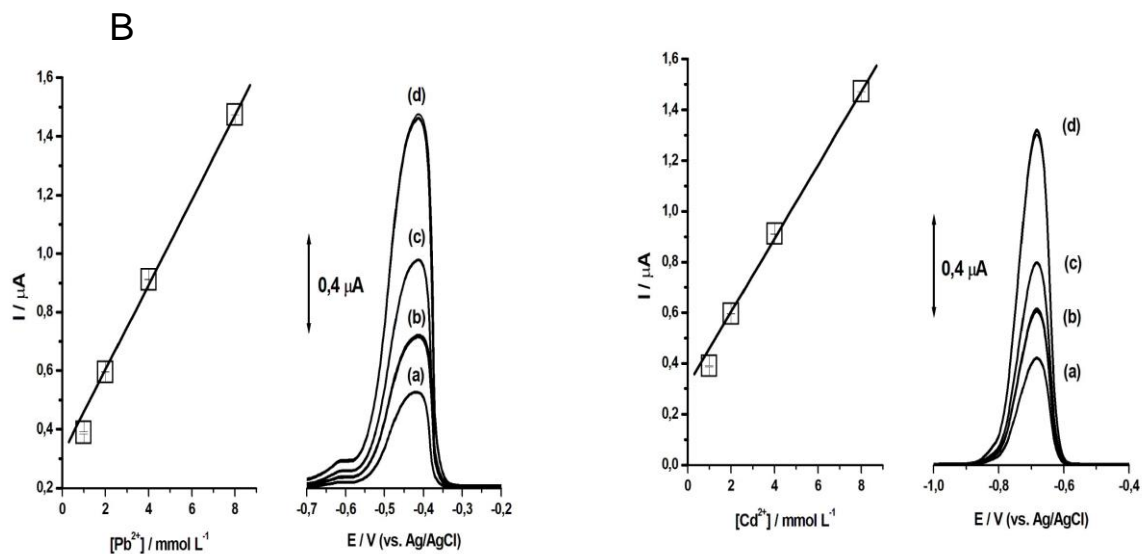 B
1,6
1,4
1,2
1,0
0,8
0,6
0,4
0,2
I / μA
0 2 4 6 8
[Pb2+] / mmol L-1
(d)
(c)
(b)
(a)
0,4 μA
-0,7 -0,6 -0,5 -0,4 -0,3 -0,2
E / V (vs. Ag/AgCl)
1,6
1,4
1,2
1,0
0,8
0,6
0,4
0,2
0,0
I / μA
0 2 4 6 8
[Cd2+] / mmol L-1
(d)
(c)
(b)
(a)
0,4 μA
-1,0 -0,8 -0,6 -0,4
E / V (vs. Ag/AgCl)